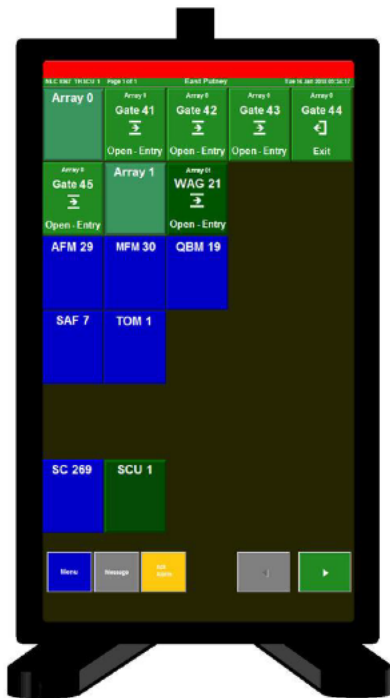 Page 1 of 1 East Putney
Array 0
Array 0
Gate 41
Open - Entry
Array 0
Gate 42
Open - Entry
Array 0
Gate 43
Open - Entry
Array 0
Gate 44
Exit
Array 0
Gate 45
Open - Entry
Array 1
Array 01
WAG 21
Open - Entry
AFM 29
MFM 30
QBM 19
SAF 7
TOM 1
SC 269
SCU 1
Menu
Message